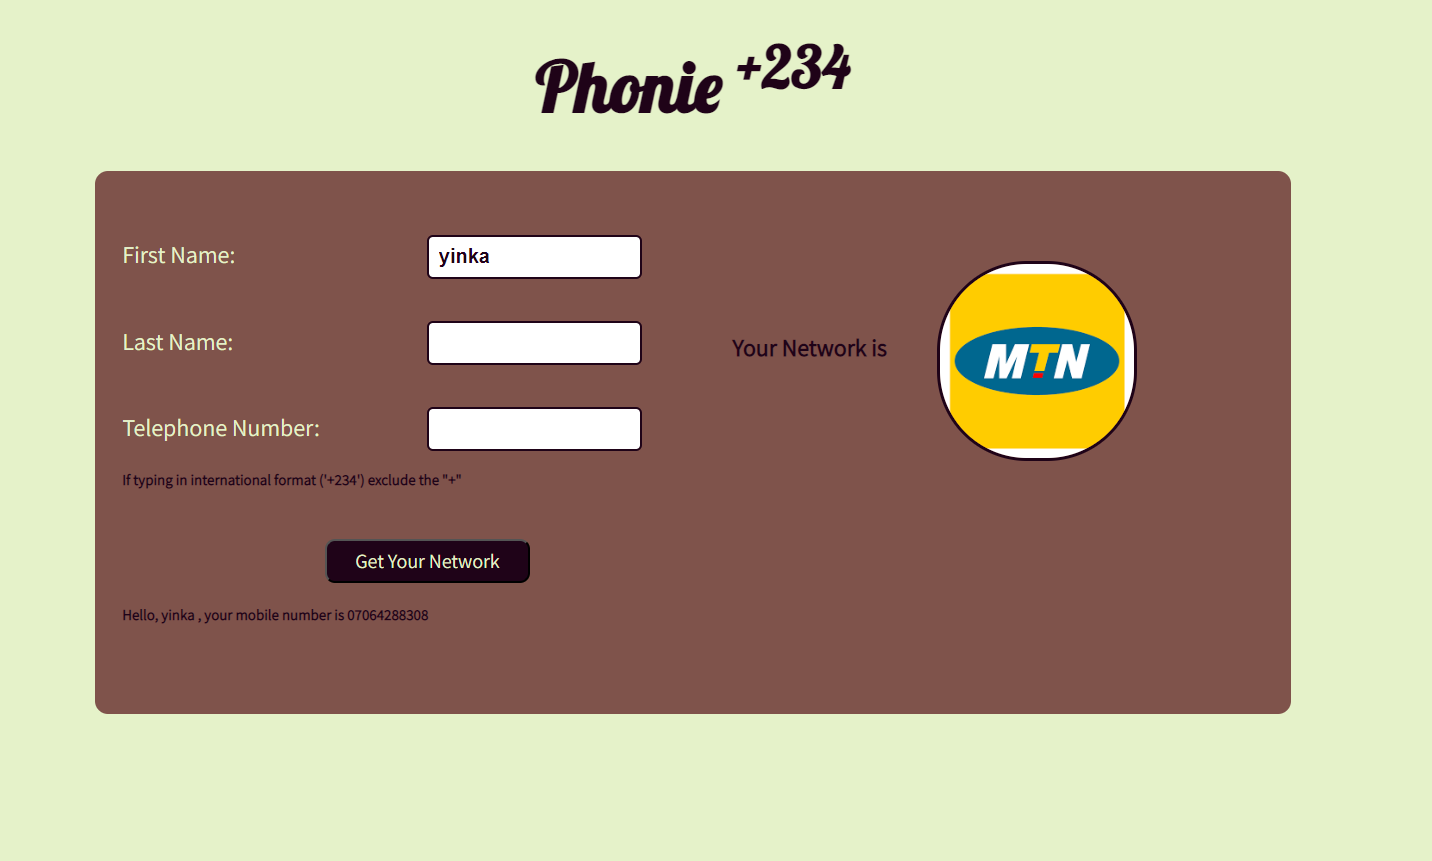 Phonie +234
First Name:
yinka
Last Name:
Your Network is
MTN
Telephone Number:
If typing in international format ('+234') exclude the "+"
Get Your Network
Hello, yinka , your mobile number is 07064288308